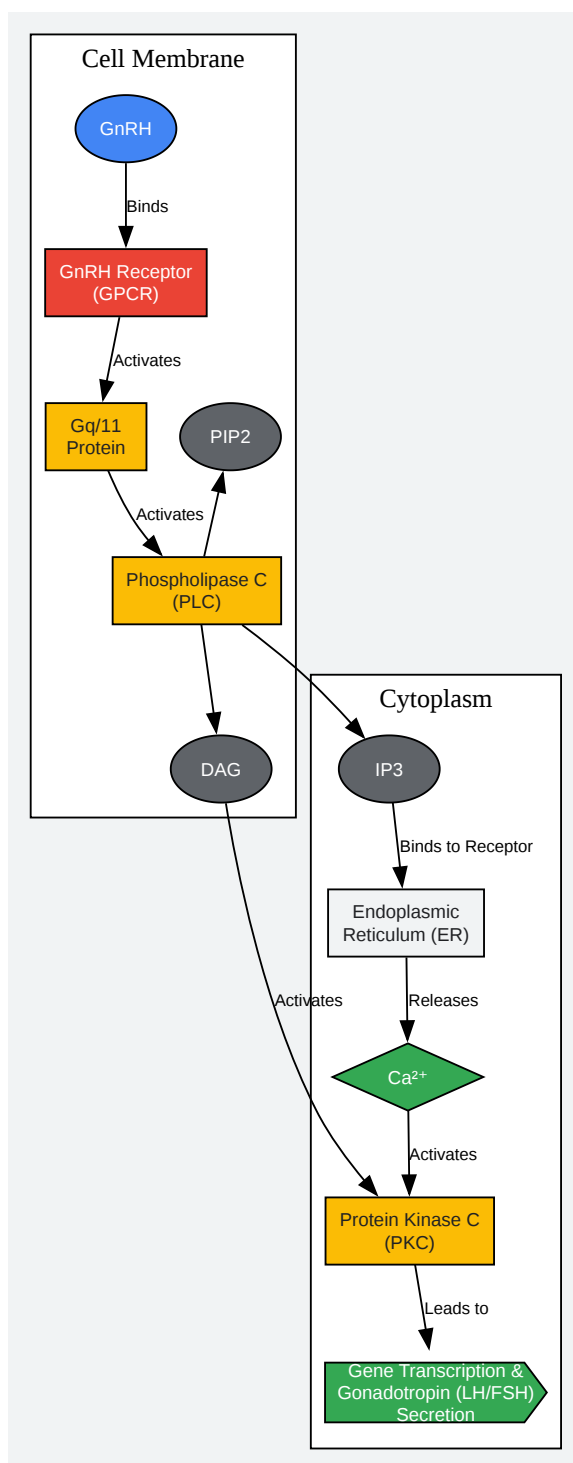 Cell Membrane
GnRH
Binds
GnRH Receptor
(GPCR)
Activates
Gq/11
Protein
PIP2
Activates
Phospholipase C
(PLC)
Cytoplasm
DAG
IP3
Binds to Receptor
Endoplasmic
Reticulum (ER)
Activates
Releases
Ca²⁺
Activates
Protein Kinase C
(PKC)
Leads to
Gene Transcription &
Gonadotropin (LH/FSH)
Secretion